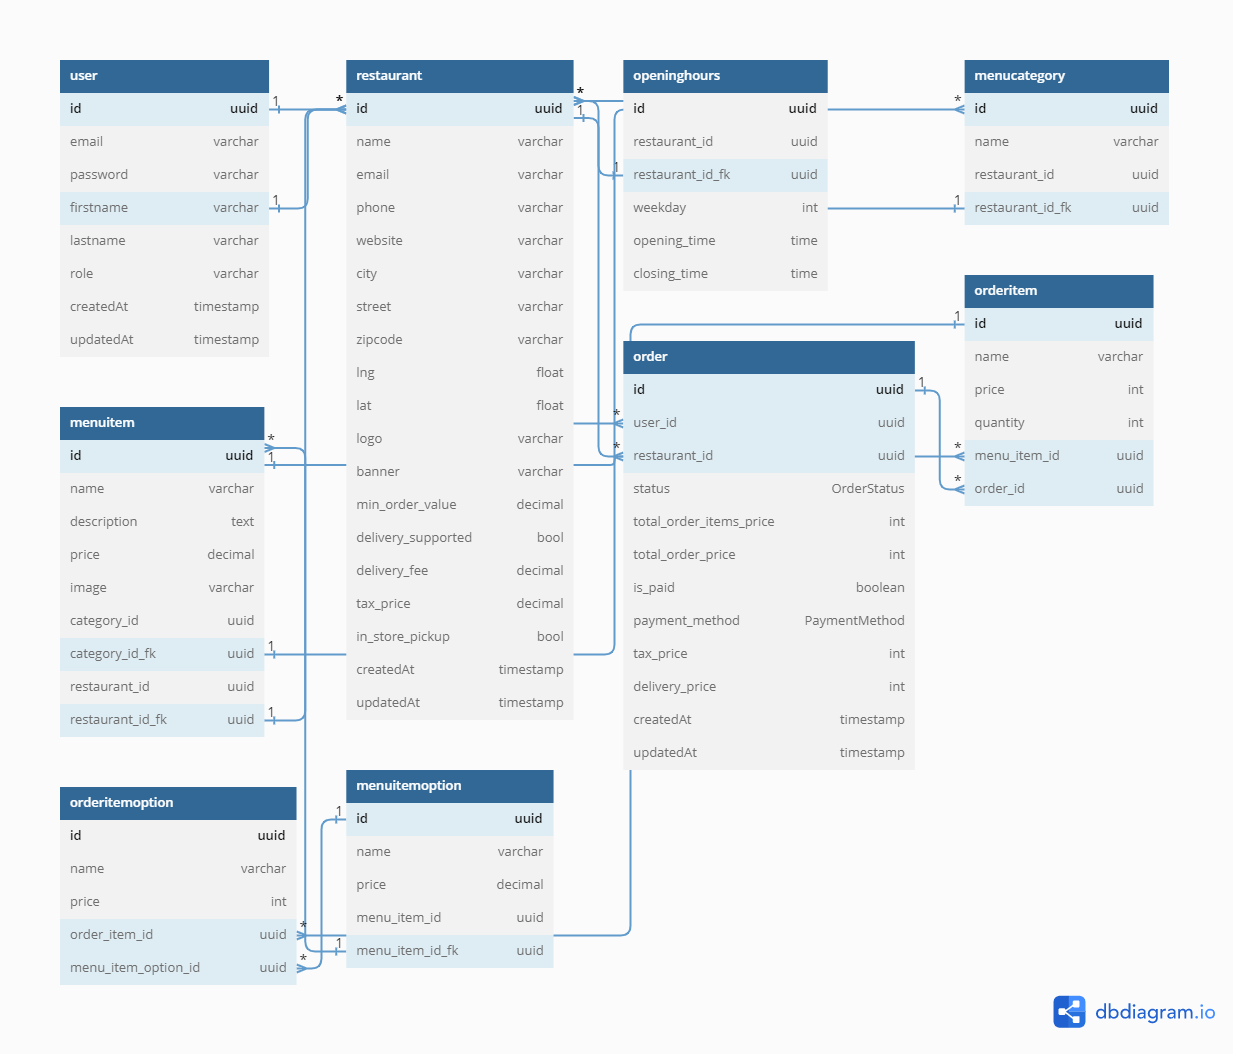 user
id uuid
email varchar
password varchar
firstname varchar
lastname varchar
role varchar
createdAt timestamp
updatedAt timestamp
restaurant
id uuid
name varchar
email varchar
phone varchar
website varchar
city varchar
street varchar
zipcode varchar
lng float
lat float
logo varchar
banner varchar
min_order_value decimal
delivery_supported bool
delivery_fee decimal
tax_price decimal
in_store_pickup bool
createdAt timestamp
updatedAt timestamp
openinghours
id uuid
restaurant_id uuid
restaurant_id_fk uuid
weekday int
opening_time time
closing_time time
menucategory
id uuid
name varchar
restaurant_id uuid
restaurant_id_fk uuid
orderitem
id uuid
name varchar
price int
quantity int
menu_item_id uuid
order_id uuid
order
id uuid
user_id uuid
restaurant_id uuid
status OrderStatus
total_order_items_price int
total_order_price int
is_paid boolean
payment_method PaymentMethod
tax_price int
delivery_price int
createdAt timestamp
updatedAt timestamp
menuitem
id uuid
name varchar
description text
price decimal
image varchar
category_id uuid
category_id_fk uuid
restaurant_id uuid
restaurant_id_fk uuid
orderitemoption
id uuid
name varchar
price int
order_item_id uuid
menu_item_option_id uuid
menuitemoption
id uuid
name varchar
price decimal
menu_item_id uuid
menu_item_id_fk uuid
1
*
1
*
1
1
*
1
1
*
*
1
*
*
*
1
1
1
*
*
1
1
dbdiagram.io